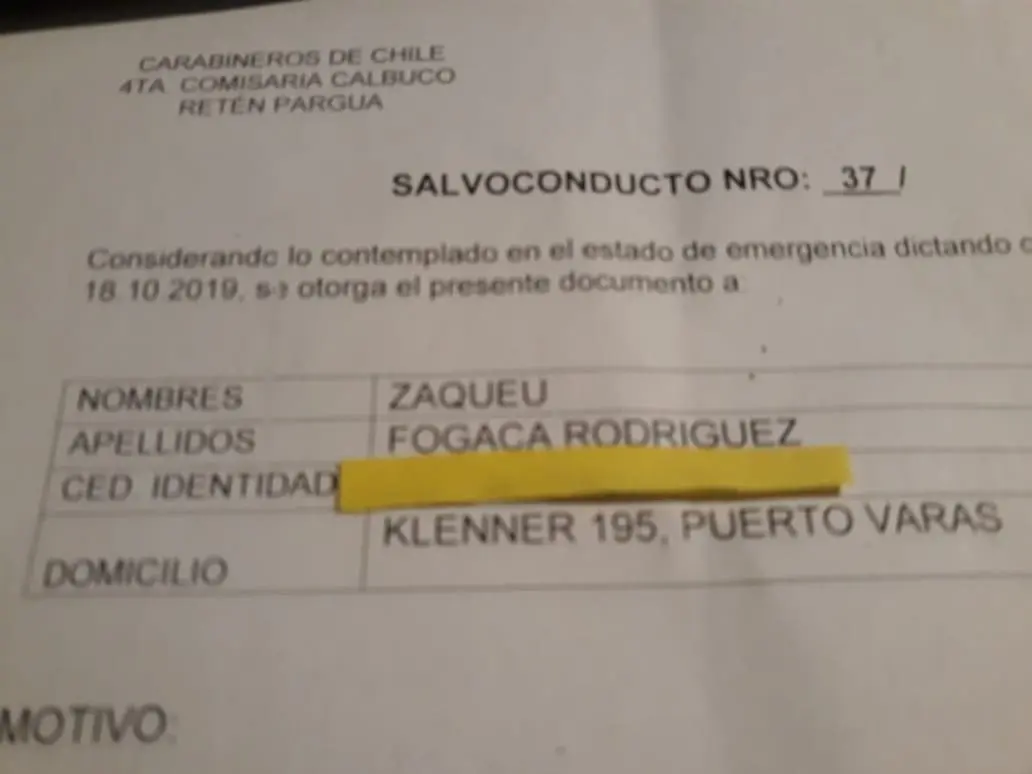 CARABINEROS DE CHILE
4TA COMISARIA CALBUCO
RETÉN PARGUA
SALVOCONDUCTO NRO: 37 /
Considerando lo contemplado en el estado de emergencia dictando
18.10.2019, se otorga el presente documento a:
NOMBRES ZAQUEU
APELLIDOS FOGACA RODRIGUEZ
CED. IDENTIDAD
KLENNER 195, PUERTO VARAS
DOMICILIO
MOTIVO: